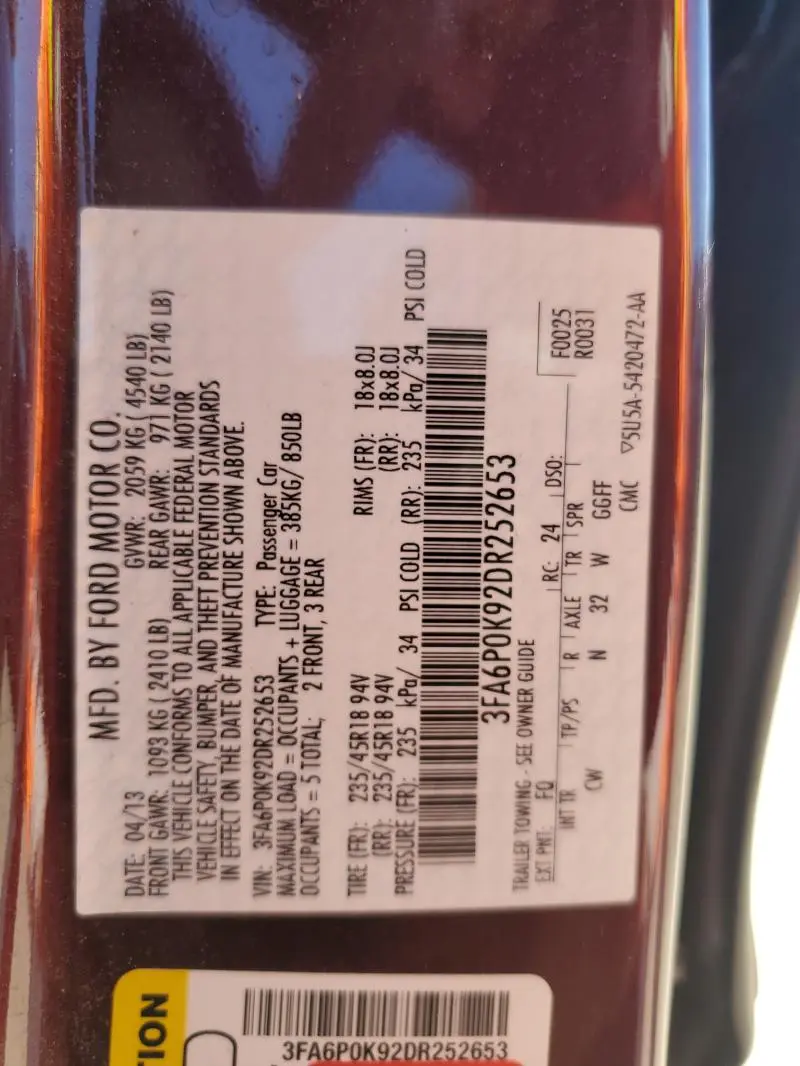 MFD. BY FORD MOTOR CO.
DATE: 04/13 GVWR: 2059 KG ( 4540 LB)
FRONT GAWR: 1093 KG ( 2410 LB) REAR GAWR: 971 KG ( 2140 LB)
THIS VEHICLE CONFORMS TO ALL APPLICABLE FEDERAL MOTOR
VEHICLE SAFETY, BUMPER, AND THEFT PREVENTION STANDARDS
IN EFFECT ON THE DATE OF MANUFACTURE SHOWN ABOVE.
VIN: 3FA6P0K92DR252653 TYPE: Passenger Car
MAXIMUM LOAD = OCCUPANTS + LUGGAGE = 385KG/ 850LB
OCCUPANTS = 5 TOTAL; 2 FRONT, 3 REAR
TIRE (FR): 235/45R18 94V RIMS (FR): 18x8.0J
(RR): 235/45R18 94V (RR): 18x8.0J
PRESSURE (FR): 235 kPa/ 34 PSI COLD (RR): 235 kPa/ 34 PSI COLD
3FA6P0K92DR252653
TRAILER TOWING - SEE OWNER GUIDE
F0025
EXT PNT: FQ RC: 24 DSO: R0031
INT TR TP/PS R AXLE TR SPR
CW N 32 W GGFF
CMC ▽5U5A-5420472-AA
TION
3FA6P0K92DR252653